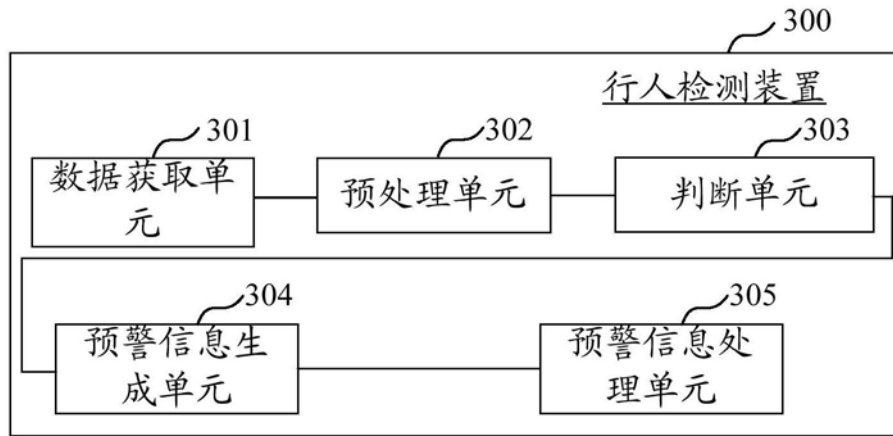 300
行人检测装置
301
302
303
数据获取单
元
预处理单元
判断单元
304
305
预警信息生
成单元
预警信息处
理单元